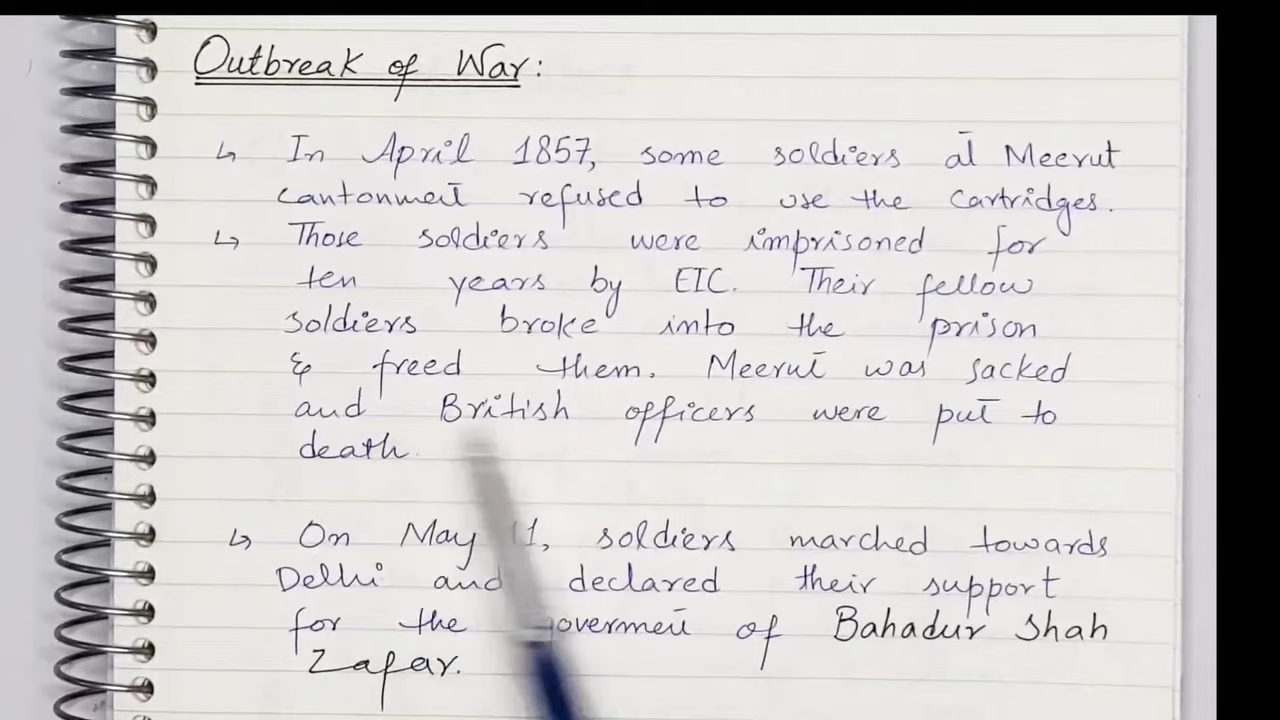 Outbreak of War:
↳ In April 1857, some soldiers at Meerut
cantonment refused to use the cartridges.
↳ Those soldiers were imprisoned for
ten years by EIC. Their fellow
soldiers broke into the prison
& freed them. Meerut was sacked
and British officers were put to
death.
↳ On May 11, soldiers marched towards
Delhi and declared their support
for the government of Bahadur Shah
Zafar.